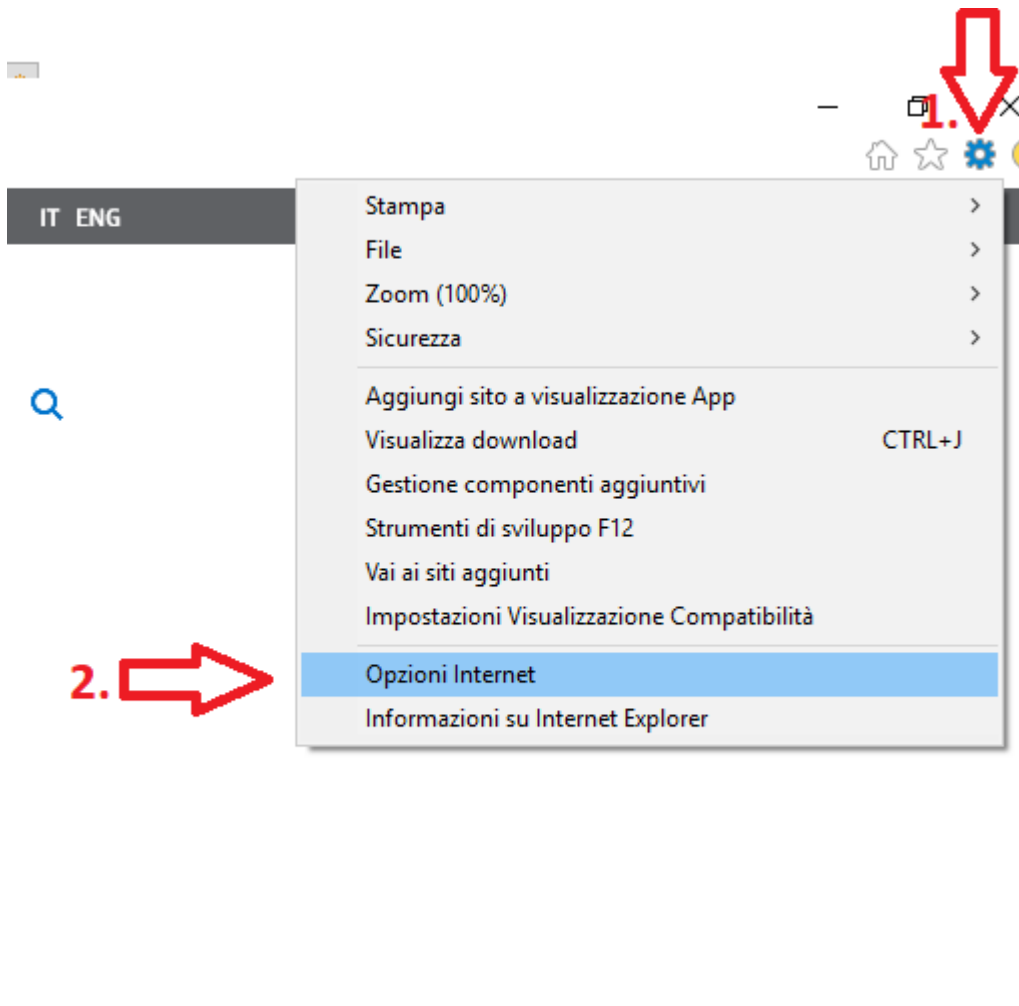 1.
IT ENG
Stampa
File
Zoom (100%)
Sicurezza
Aggiungi sito a visualizzazione App
Visualizza download CTRL+J
Gestione componenti aggiuntivi
Strumenti di sviluppo F12
Vai ai siti aggiunti
Impostazioni Visualizzazione Compatibilità
2. Opzioni Internet
Informazioni su Internet Explorer